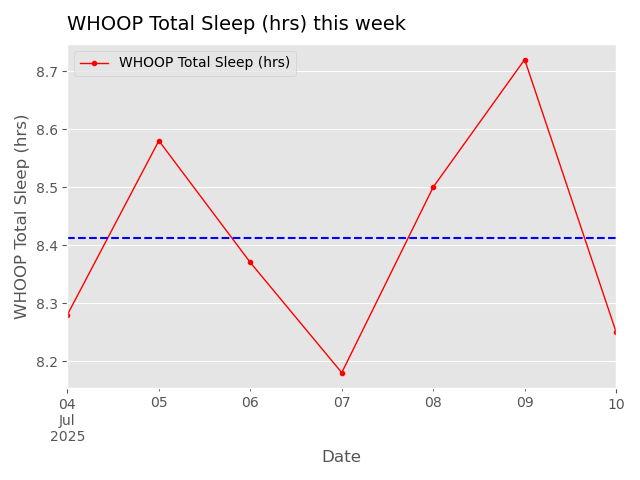 WHOOP Total Sleep (hrs) this week
WHOOP Total Sleep (hrs)
WHOOP Total Sleep (hrs)
8.7
8.6
8.5
8.4
8.3
8.2
04 05 06 07 08 09 10
Jul
2025
Date